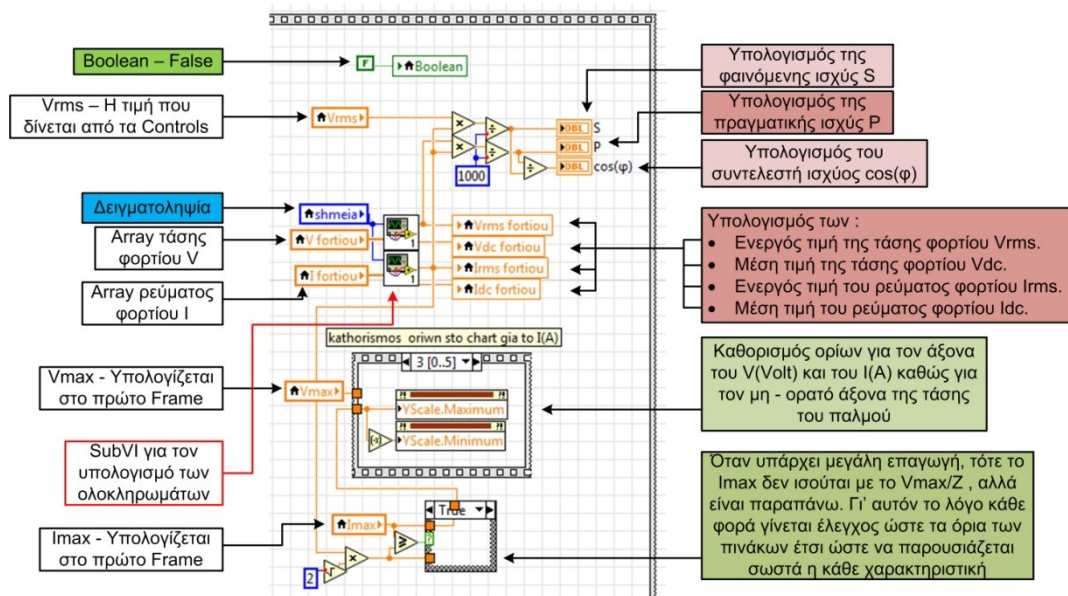 Boolean – False
F
Boolean
Vrms – Η τιμή που
δίνεται από τα Controls
Vrms
1000
S
P
cos(φ)
DBL
DBL
DBL
Υπολογισμός της
φαινόμενης ισχύς S
Υπολογισμός της
πραγματικής ισχύς P
Υπολογισμός του
συντελεστή ισχύος cos(φ)
Δειγματοληψία
Array τάσης
φορτίου V
Array ρεύματος
φορτίου I
shmeia
V fortiou
I fortiou
1
1
Vrms fortiou
Vdc fortiou
Irms fortiou
Idc fortiou
Υπολογισμός των :
• Ενεργός τιμή της τάσης φορτίου Vrms.
• Μέση τιμή της τάσης φορτίου Vdc.
• Ενεργός τιμή του ρεύματος φορτίου Irms.
• Μέση τιμή του ρεύματος φορτίου Idc.
kathorismos oriwn sto chart gia to I(A)
3 [0..5]
Vmax - Υπολογίζεται
στο πρώτο Frame
Vmax
YScale.Maximum
YScale.Minimum
Καθορισμός ορίων για τον άξονα
του V(Volt) και του I(A) καθώς για
τον μη - ορατό άξονα της τάσης
του παλμού
SubVI για τον
υπολογισμό των
ολοκληρωμάτων
Imax - Υπολογίζεται
στο πρώτο Frame
Imax
True
?
2
Όταν υπάρχει μεγάλη επαγωγή, τότε το
Imax δεν ισούται με το Vmax/Z , αλλά
είναι παραπάνω. Γι’ αυτόν το λόγο κάθε
φορά γίνεται έλεγχος ώστε τα όρια των
πινάκων έτσι ώστε να παρουσιάζεται
σωστά η κάθε χαρακτηριστική